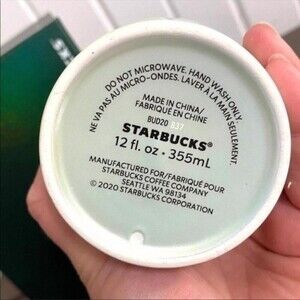 DO NOT MICROWAVE. HAND WASH ONLY.
NE VA PAS AU MICRO-ONDES. LAVER À LA MAIN SEULEMENT.
MADE IN CHINA/
FABRIQUÉ EN CHINE
BUD20 837
STARBUCKS®
12 fl. oz • 355mL
MANUFACTURED FOR/FABRIQUÉ POUR
STARBUCKS COFFEE COMPANY
SEATTLE WA 98134
© 2020 STARBUCKS CORPORATION